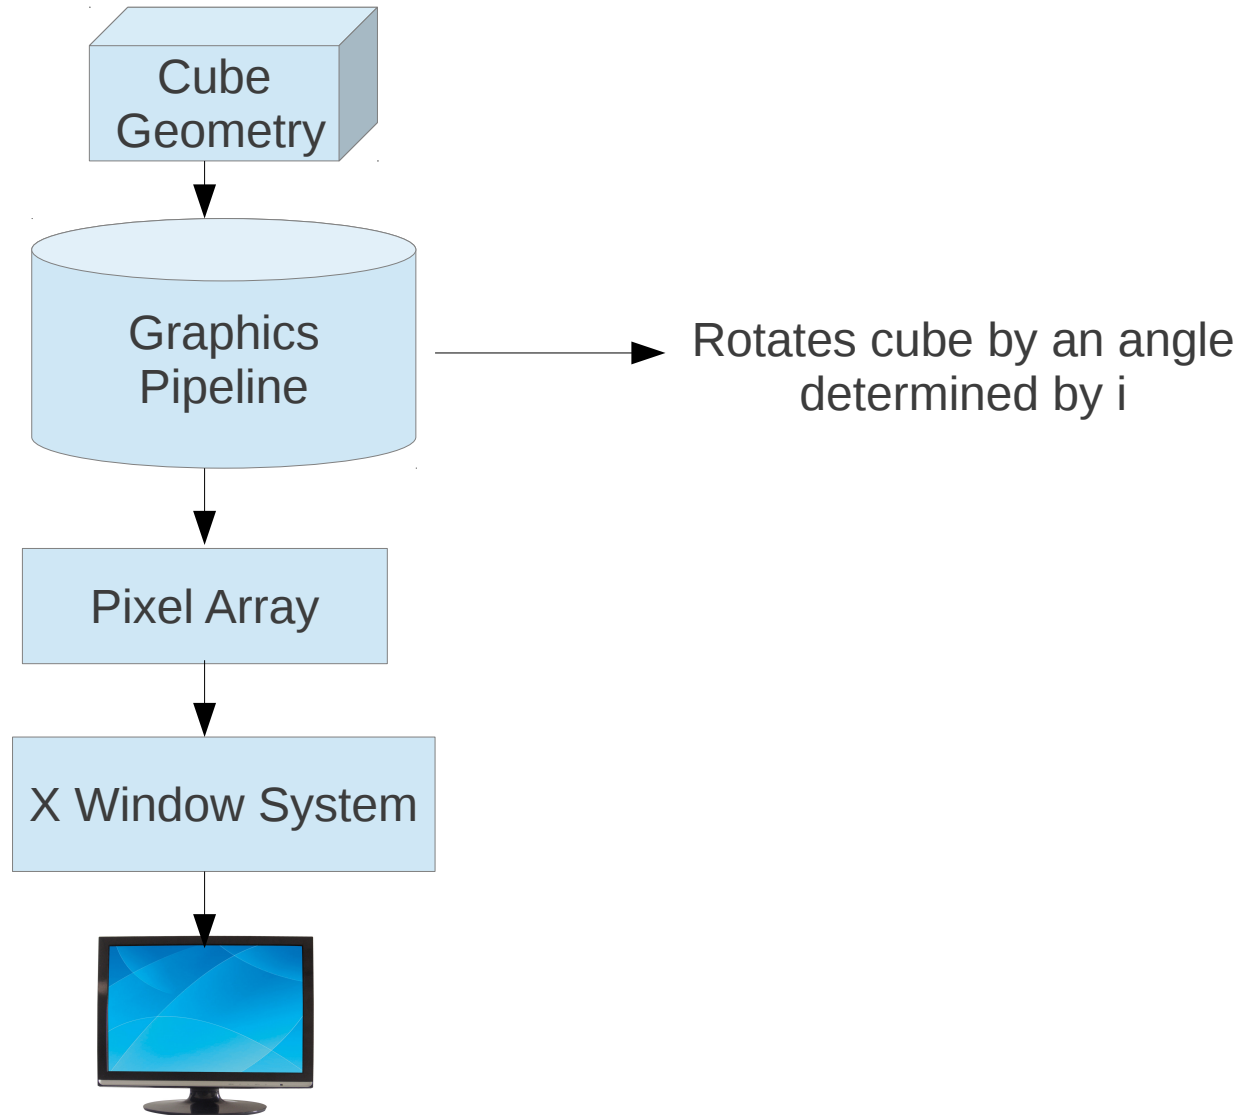 Cube
Geometry
Graphics
Pipeline
Rotates cube by an angle
determined by i
Pixel Array
X Window System